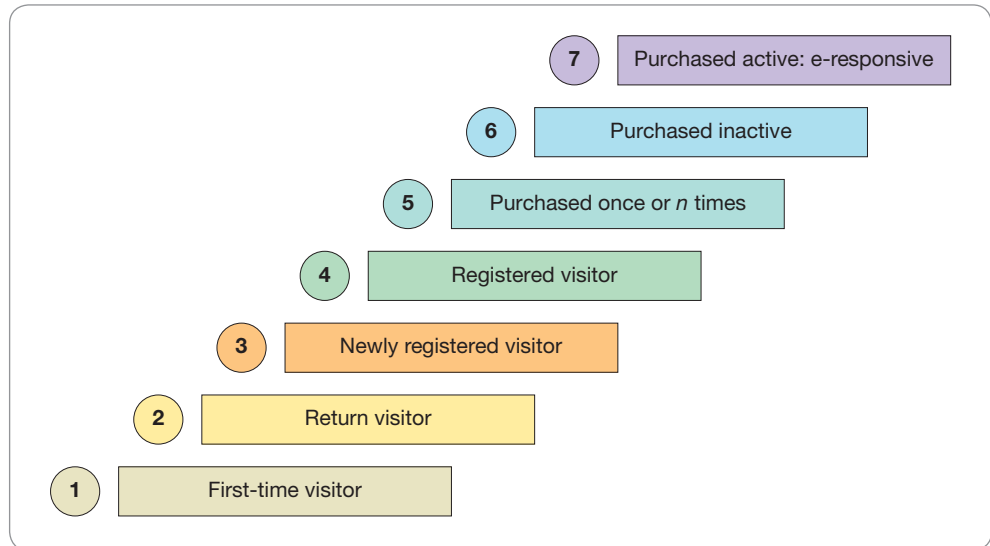 7 Purchased active: e-responsive
6 Purchased inactive
5 Purchased once or n times
4 Registered visitor
3 Newly registered visitor
2 Return visitor
1 First-time visitor